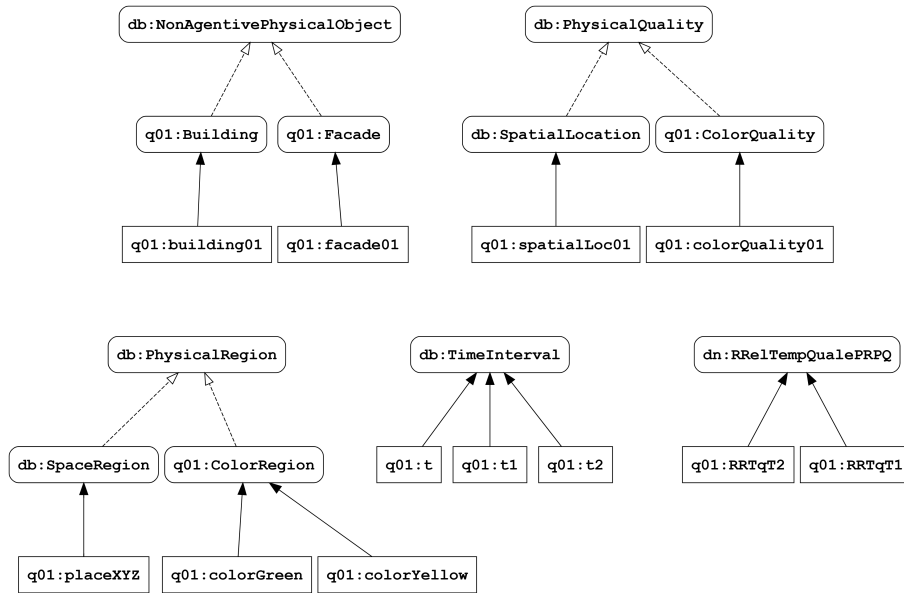 db:NonAgentivePhysicalObject
db:PhysicalQuality
q01:Building
q01:Facade
db:SpatialLocation
q01:ColorQuality
q01:building01
q01:facade01
q01:spatialLoc01
q01:colorQuality01
db:PhysicalRegion
db:TimeInterval
dn:RRelTempQualePRPQ
db:SpaceRegion
q01:ColorRegion
q01:t
q01:t1
q01:t2
q01:RRTqT2
q01:RRTqT1
q01:placeXYZ
q01:colorGreen
q01:colorYellow